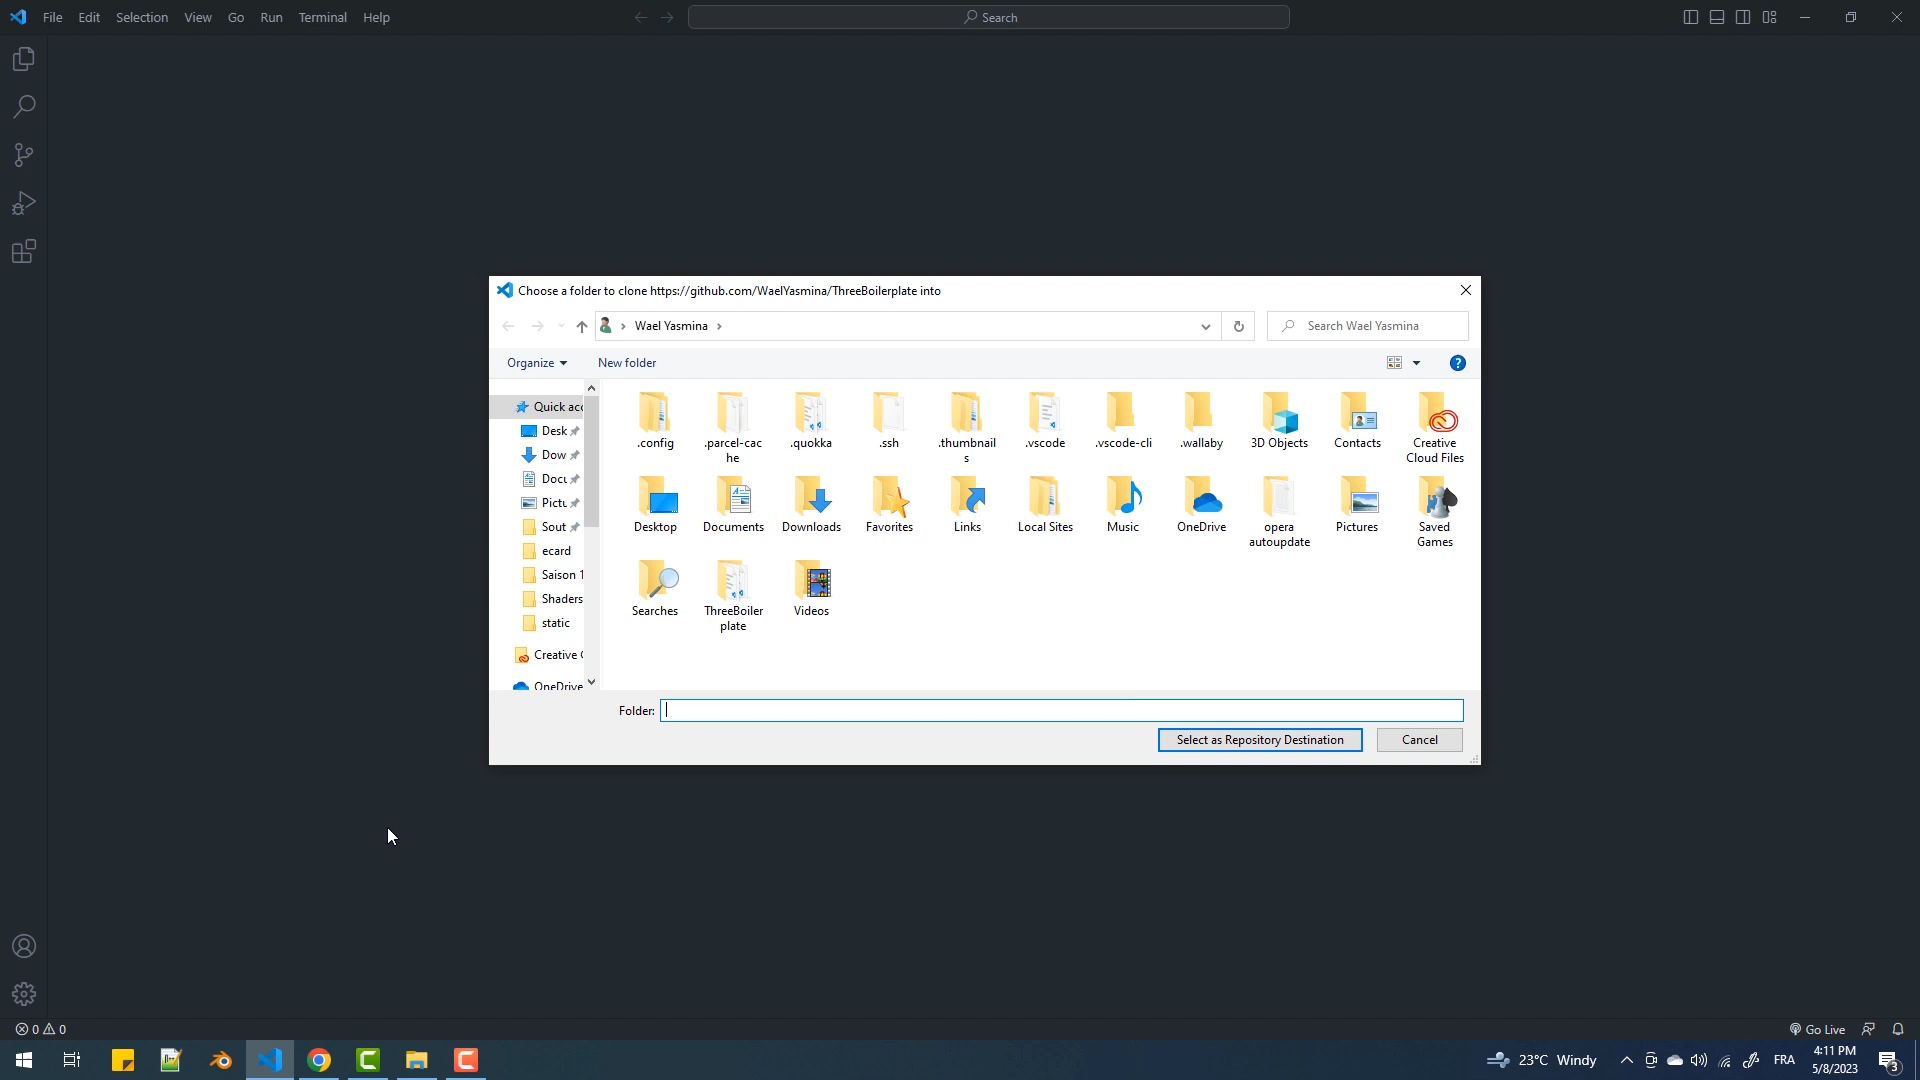 File Edit Selection View Go Run Terminal Help
Search
Choose a folder to clone https://github.com/WaelYasmina/ThreeBoilerplate into
Wael Yasmina
Search Wael Yasmina
Organize
New folder
Quick acc
Desk
Dow
Docu
Pictu
Sout
ecard
Saison 1
Shaders
static
Creative C
OneDrive
.config
.parcel-cac
he
.quokka
.ssh
.thumbnail
s
.vscode
.vscode-cli
.wallaby
3D Objects
Contacts
Creative
Cloud Files
Desktop
Documents
Downloads
Favorites
Links
Local Sites
Music
OneDrive
opera
autoupdate
Pictures
Saved
Games
Searches
ThreeBoiler
plate
Videos
Folder:
Select as Repository Destination
Cancel
0 0
Go Live
23°C Windy
FRA
4:11 PM
5/8/2023
3